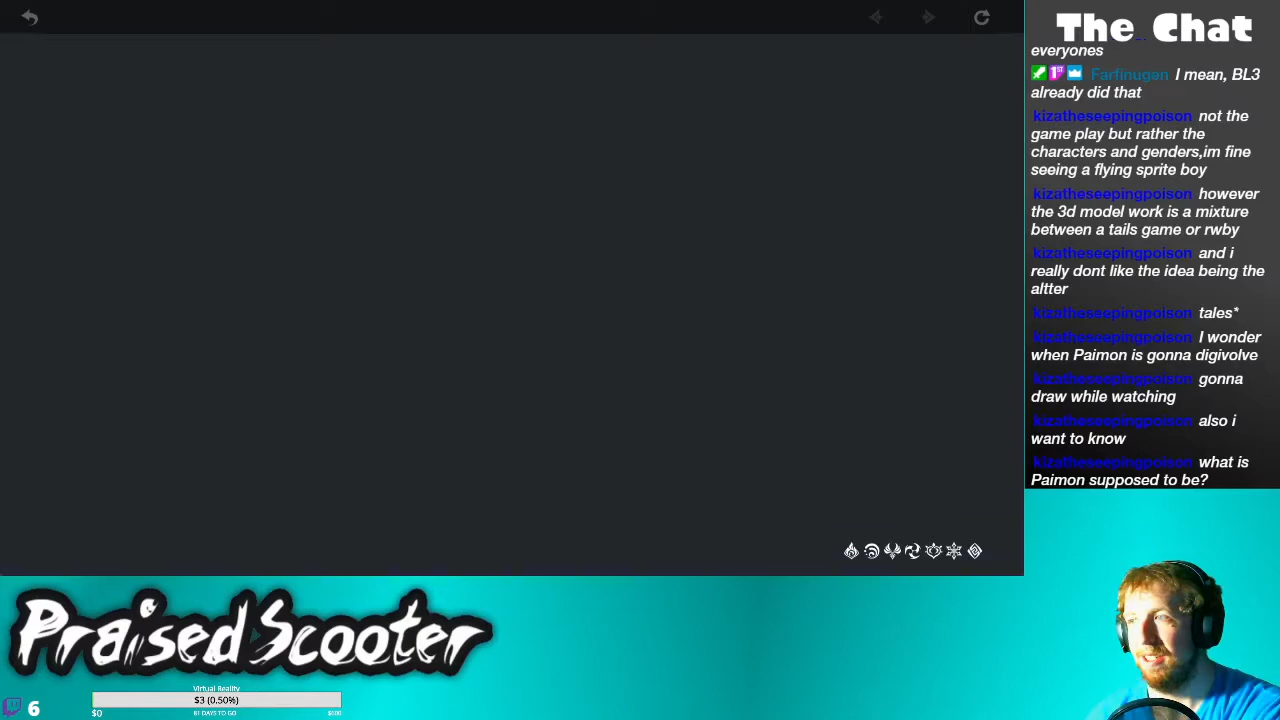 The Chat
everyones
Farfinugen I mean, BL3
already did that
kizatheseepingpoison not the
game play but rather the
characters and genders,im fine
seeing a flying sprite boy
kizatheseepingpoison however
the 3d model work is a mixture
between a tails game or rwby
kizatheseepingpoison and i
really dont like the idea being the
altter
kizatheseepingpoison tales*
kizatheseepingpoison I wonder
when Paimon is gonna digivolve
kizatheseepingpoison gonna
draw while watching
kizatheseepingpoison also i
want to know
kizatheseepingpoison what is
Paimon supposed to be?
PraisedScooter
Virtual Reality
$3 (0.50%)
$0
81 DAYS TO GO
6